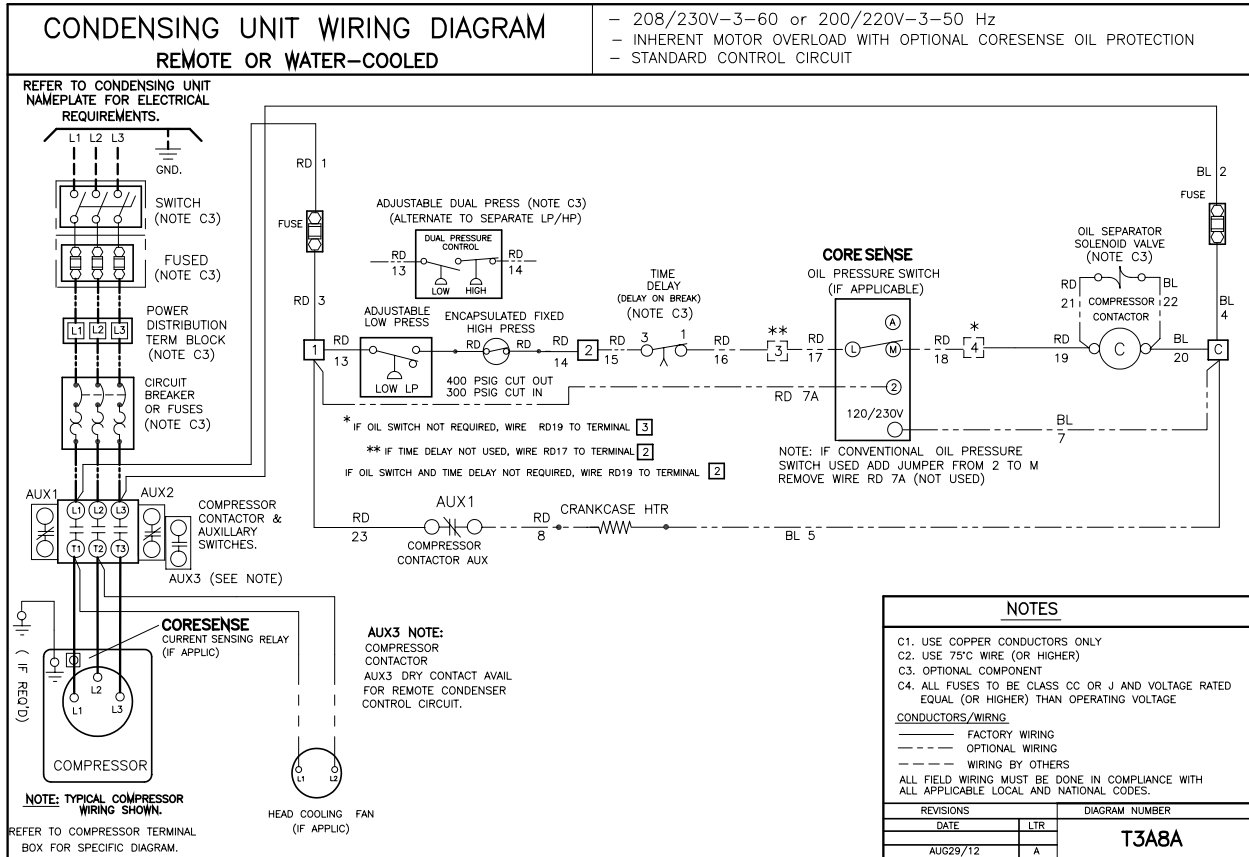 CONDENSING UNIT WIRING DIAGRAM
REMOTE OR WATER-COOLED
- 208/230V-3-60 or 200/220V-3-50 Hz
- INHERENT MOTOR OVERLOAD WITH OPTIONAL CORESENSE OIL PROTECTION
- STANDARD CONTROL CIRCUIT
REFER TO CONDENSING UNIT
NAMEPLATE FOR ELECTRICAL
REQUIREMENTS.
L1 L2 L3
GND.
SWITCH
(NOTE C3)
FUSED
(NOTE C3)
POWER
DISTRIBUTION
TERM BLOCK
(NOTE C3)
L1 L2 L3
CIRCUIT
BREAKER
OR FUSES
(NOTE C3)
AUX1
AUX2
L1 L2 L3
T1 T2 T3
COMPRESSOR
CONTACTOR &
AUXILLARY
SWITCHES.
AUX3 (SEE NOTE)
( IF REQ'D)
CORESENSE
CURRENT SENSING RELAY
(IF APPLIC)
L2
L1 L3
COMPRESSOR
NOTE: TYPICAL COMPRESSOR
WIRING SHOWN.
REFER TO COMPRESSOR TERMINAL
BOX FOR SPECIFIC DIAGRAM.
L1 L2
HEAD COOLING FAN
(IF APPLIC)
AUX3 NOTE:
COMPRESSOR
CONTACTOR
AUX3 DRY CONTACT AVAIL
FOR REMOTE CONDENSER
CONTROL CIRCUIT.
RD 1
FUSE
RD 3
1
ADJUSTABLE DUAL PRESS (NOTE C3)
(ALTERNATE TO SEPARATE LP/HP)
DUAL PRESSURE
CONTROL
RD
13
LOW HIGH
RD
14
ADJUSTABLE
LOW PRESS
RD
13
LOW LP
ENCAPSULATED FIXED
HIGH PRESS
RD RD
RD
14
400 PSIG CUT OUT
300 PSIG CUT IN
2
RD
15
TIME
DELAY
(DELAY ON BREAK)
(NOTE C3)
3 1
RD
16
**
3
RD
17
CORE SENSE
OIL PRESSURE SWITCH
(IF APPLICABLE)
A
L
M
2
120/230V
RD 7A
RD
18
*
4
RD
19
OIL SEPARATOR
SOLENOID VALVE
(NOTE C3)
RD
21
BL
22
COMPRESSOR
CONTACTOR
C
BL
20
C
BL 2
FUSE
BL
4
BL
7
NOTE: IF CONVENTIONAL OIL PRESSURE
SWITCH USED ADD JUMPER FROM 2 TO M
REMOVE WIRE RD 7A (NOT USED)
* IF OIL SWITCH NOT REQUIRED, WIRE RD19 TO TERMINAL 3
** IF TIME DELAY NOT USED, WIRE RD17 TO TERMINAL 2
IF OIL SWITCH AND TIME DELAY NOT REQUIRED, WIRE RD19 TO TERMINAL 2
RD
23
AUX1
COMPRESSOR
CONTACTOR AUX
RD
8
CRANKCASE HTR
BL 5
NOTES
C1. USE COPPER CONDUCTORS ONLY
C2. USE 75°C WIRE (OR HIGHER)
C3. OPTIONAL COMPONENT
C4. ALL FUSES TO BE CLASS CC OR J AND VOLTAGE RATED
EQUAL (OR HIGHER) THAN OPERATING VOLTAGE
CONDUCTORS/WIRNG
FACTORY WIRING
OPTIONAL WIRING
WIRING BY OTHERS
ALL FIELD WIRING MUST BE DONE IN COMPLIANCE WITH
ALL APPLICABLE LOCAL AND NATIONAL CODES.
REVISIONS
DATE LTR
AUG29/12 A
DIAGRAM NUMBER
T3A8A